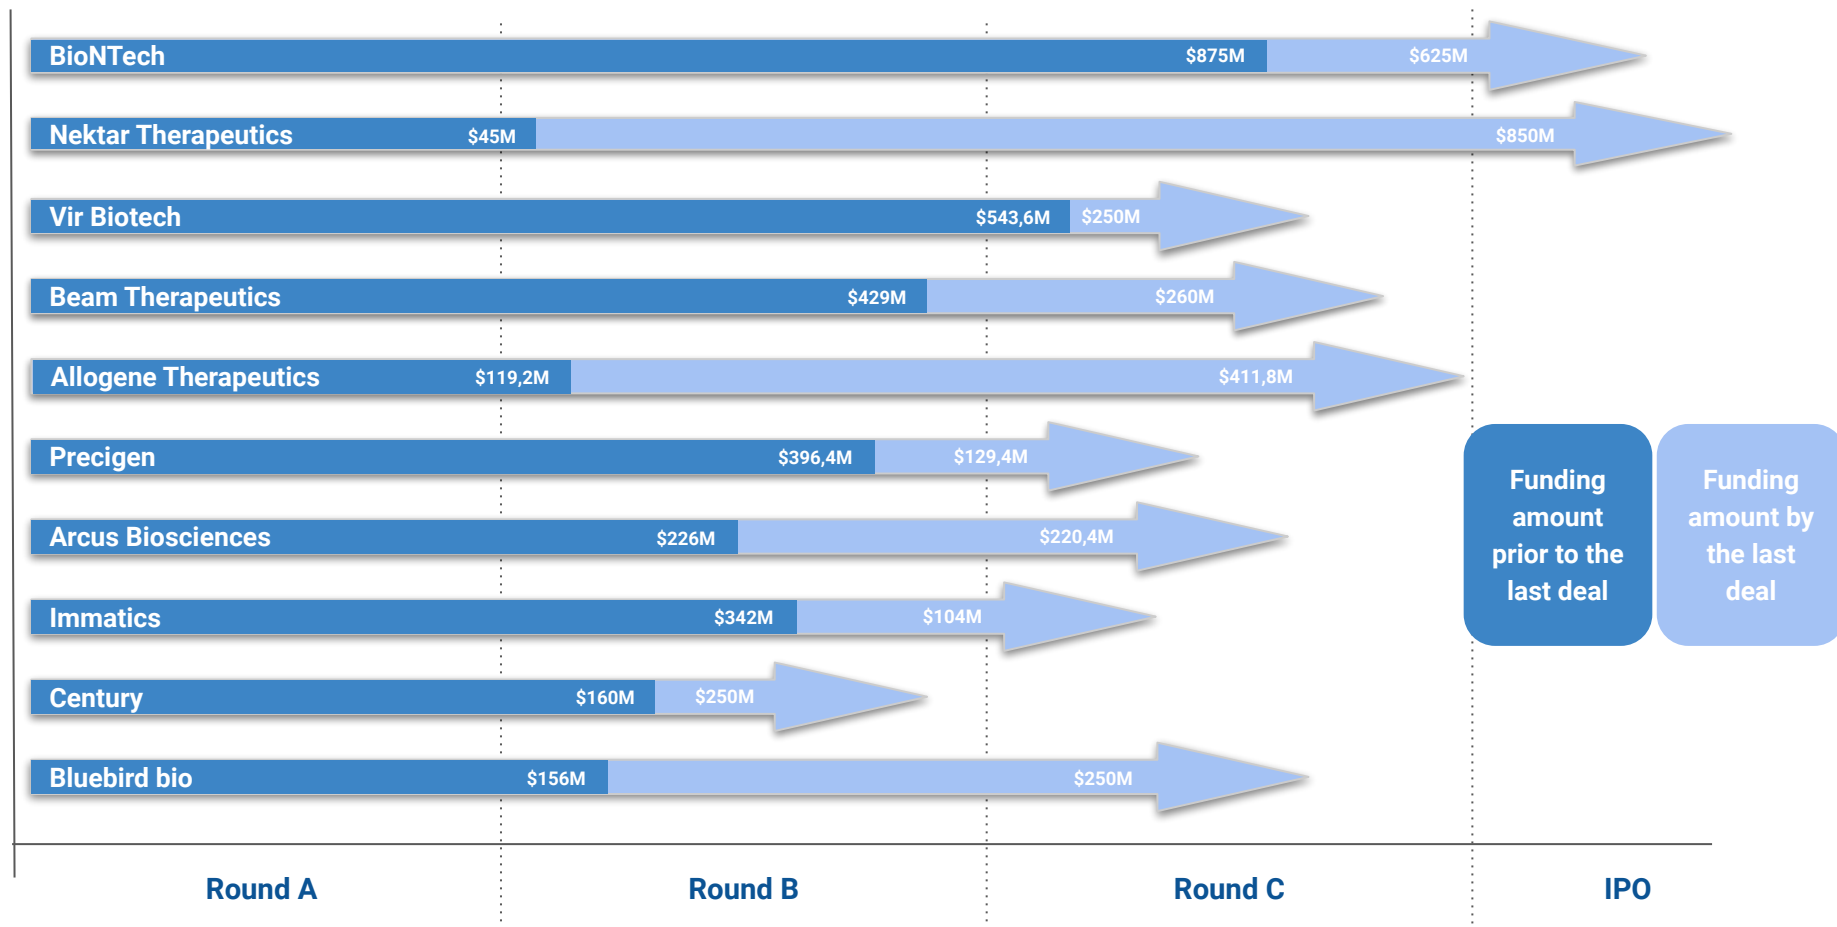 BioNTech $875M $625M
Nektar Therapeutics $45M $850M
Vir Biotech $543,6M $250M
Beam Therapeutics $429M $260M
Allogene Therapeutics $119,2M $411,8M
Precigen $396,4M $129,4M
Arcus Biosciences $226M $220,4M
Immatics $342M $104M
Century $160M $250M
Bluebird bio $156M $250M
Funding
amount
prior to the
last deal
Funding
amount by
the last
deal
Round A Round B Round C IPO